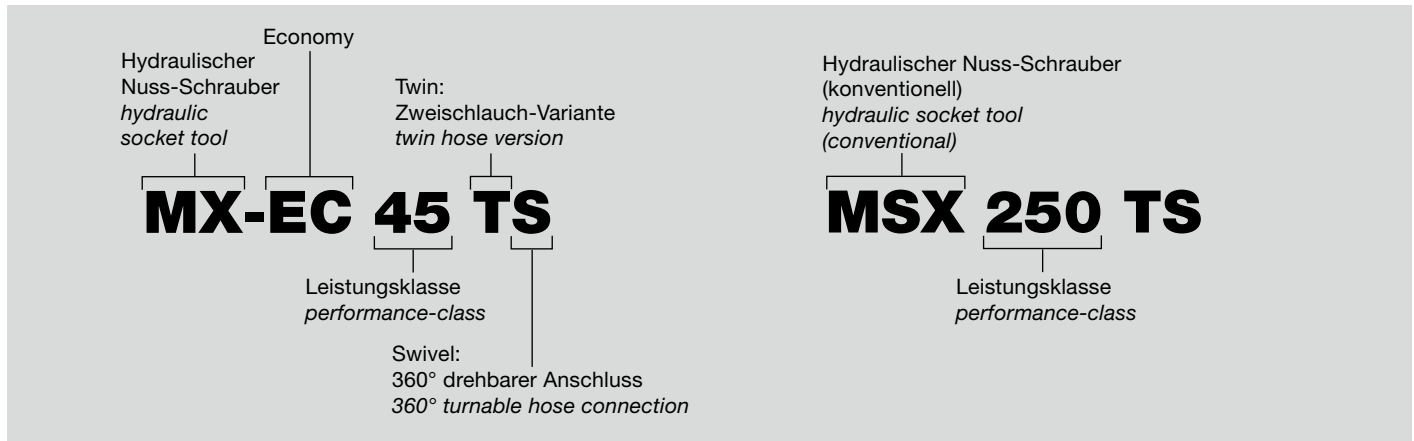 Economy
Hydraulischer
Nuss-Schrauber
hydraulic
socket tool
Twin:
Zweischlauch-Variante
twin hose version
MX-EC 45 TS
Leistungsklasse
performance-class
Swivel:
360° drehbarer Anschluss
360° turnable hose connection
Hydraulischer Nuss-Schrauber
(konventionell)
hydraulic socket tool
(conventional)
MSX 250 TS
Leistungsklasse
performance-class